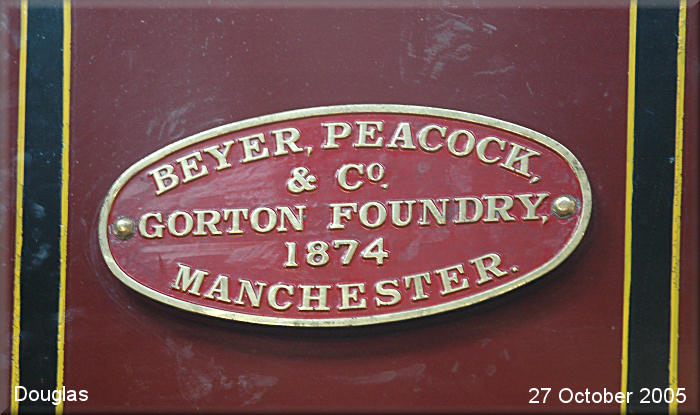 BEYER, PEACOCK,
& Co.
GORTON FOUNDRY,
1874
MANCHESTER.
Douglas
27 October 2005